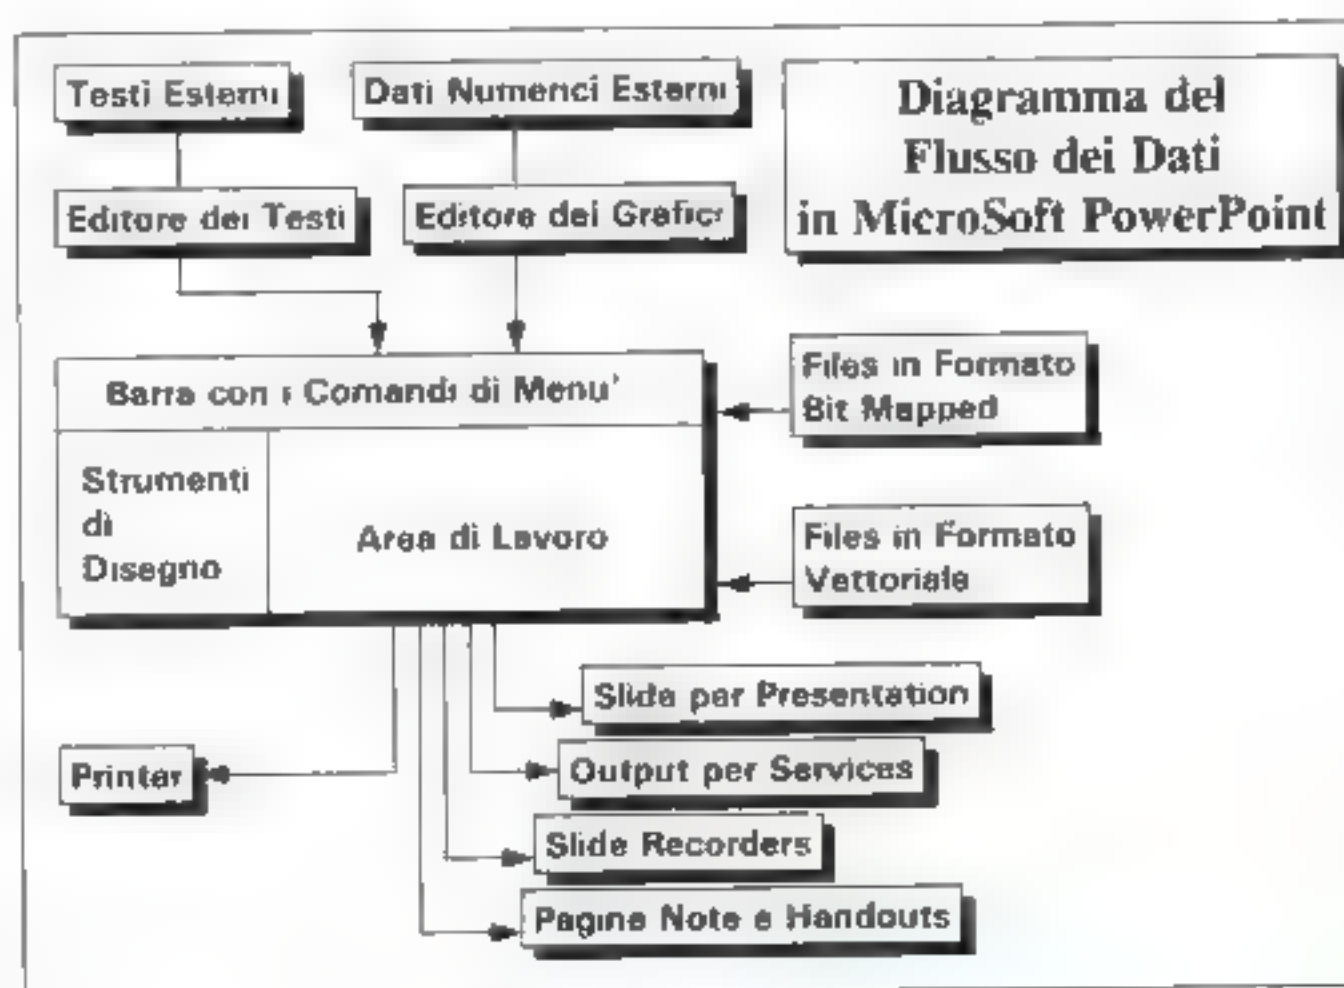 Testi Esterni
Dati Numerici Esterni
Diagramma del
Flusso dei Dati
in MicroSoft PowerPoint
Editore dei Testi
Editore dei Grafici
Barra con i Comandi di Menu'
Files in Formato
Bit Mapped
Strumenti
di
Disegno
Area di Lavoro
Files in Formato
Vettoriale
Slide per Presentation
Printer
Output per Services
Slide Recorders
Pagine Note e Handouts